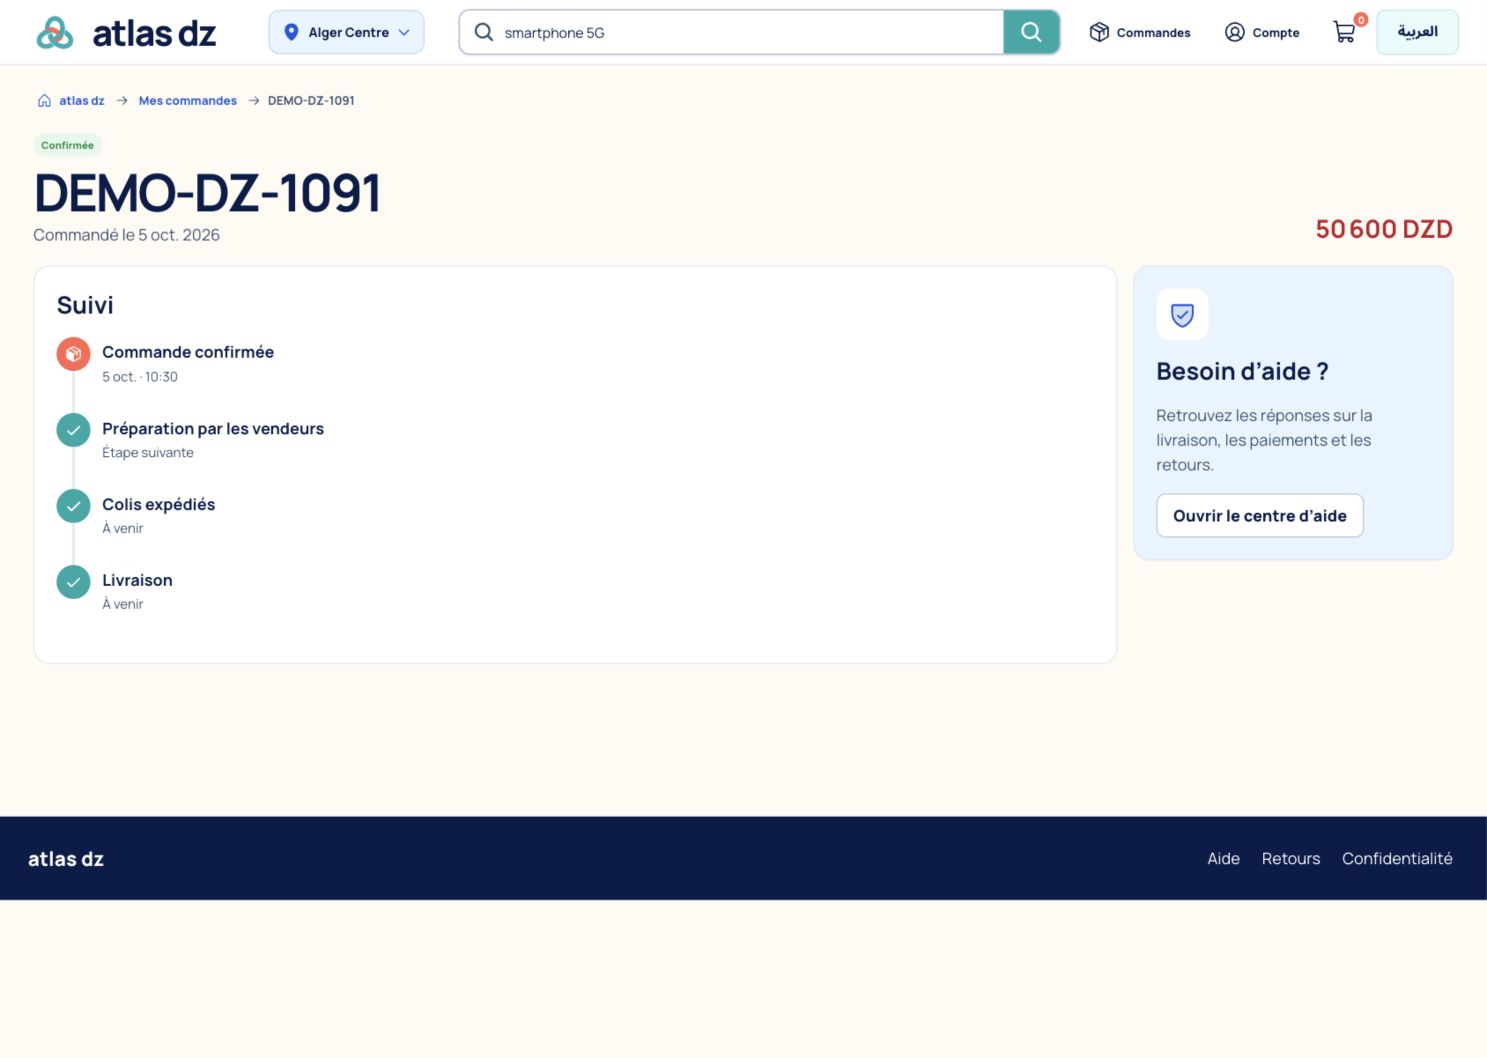 atlas dz
Alger Centre
smartphone 5G
Commandes
Compte
0
العربية
atlas dz → Mes commandes → DEMO-DZ-1091
Confirmée
DEMO-DZ-1091
Commandé le 5 oct. 2026
50 600 DZD
Suivi
Commande confirmée
5 oct. · 10:30
Préparation par les vendeurs
Étape suivante
Colis expédiés
À venir
Livraison
À venir
Besoin d’aide ?
Retrouvez les réponses sur la
livraison, les paiements et les
retours.
Ouvrir le centre d’aide
atlas dz
Aide
Retours
Confidentialité